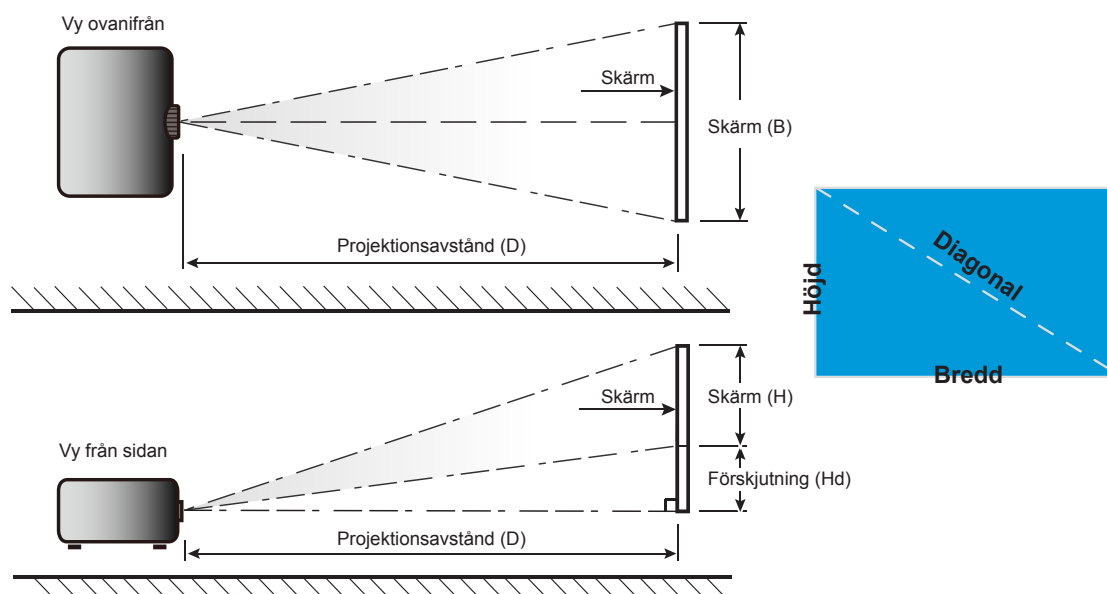 Vy ovanifrån
Skärm
Skärm (B)
Projektionsavstånd (D)
Höjd
Diagonal
Bredd
Vy från sidan
Skärm
Skärm (H)
Förskjutning (Hd)
Projektionsavstånd (D)